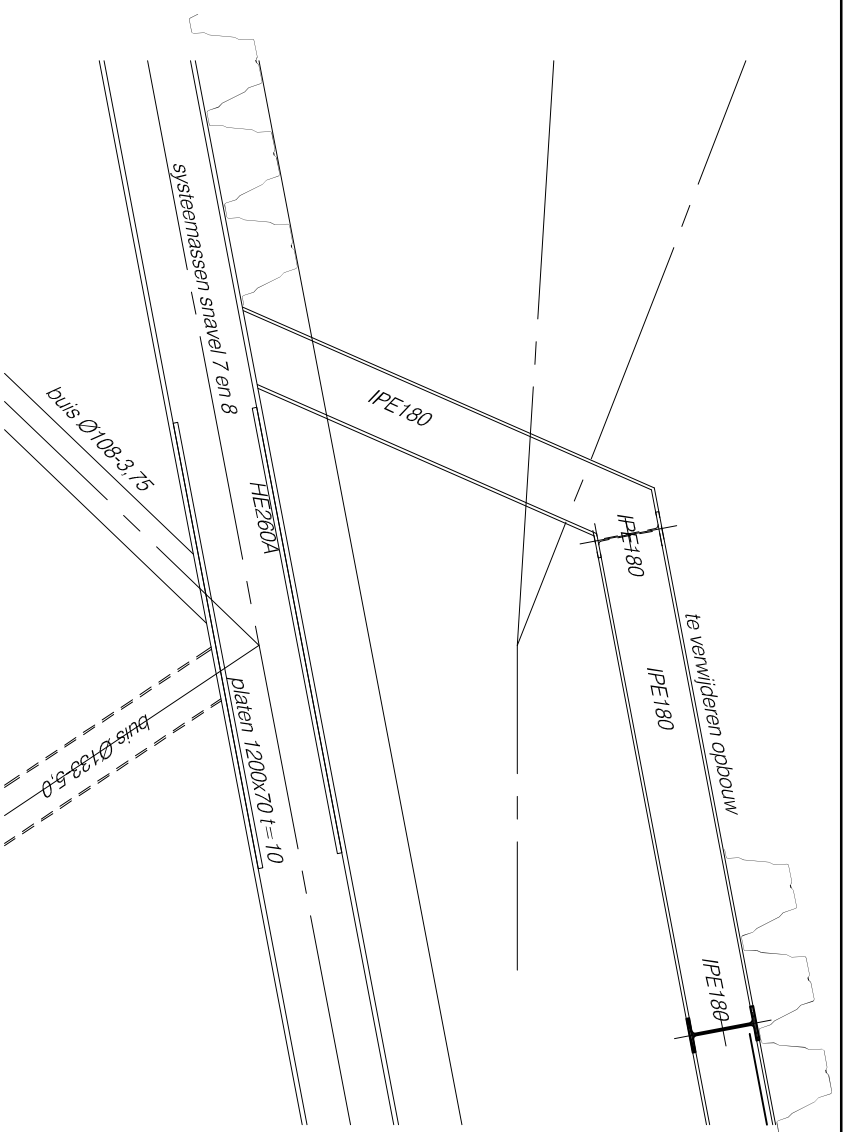 systeemassen snavel 7 en 8
buis Ø108-3,75
IPE180
HE260A
IPE180
te verwijderen opbouw
IPE180
platen 1200x70 t=10
buis Ø133-5,0
IPE180